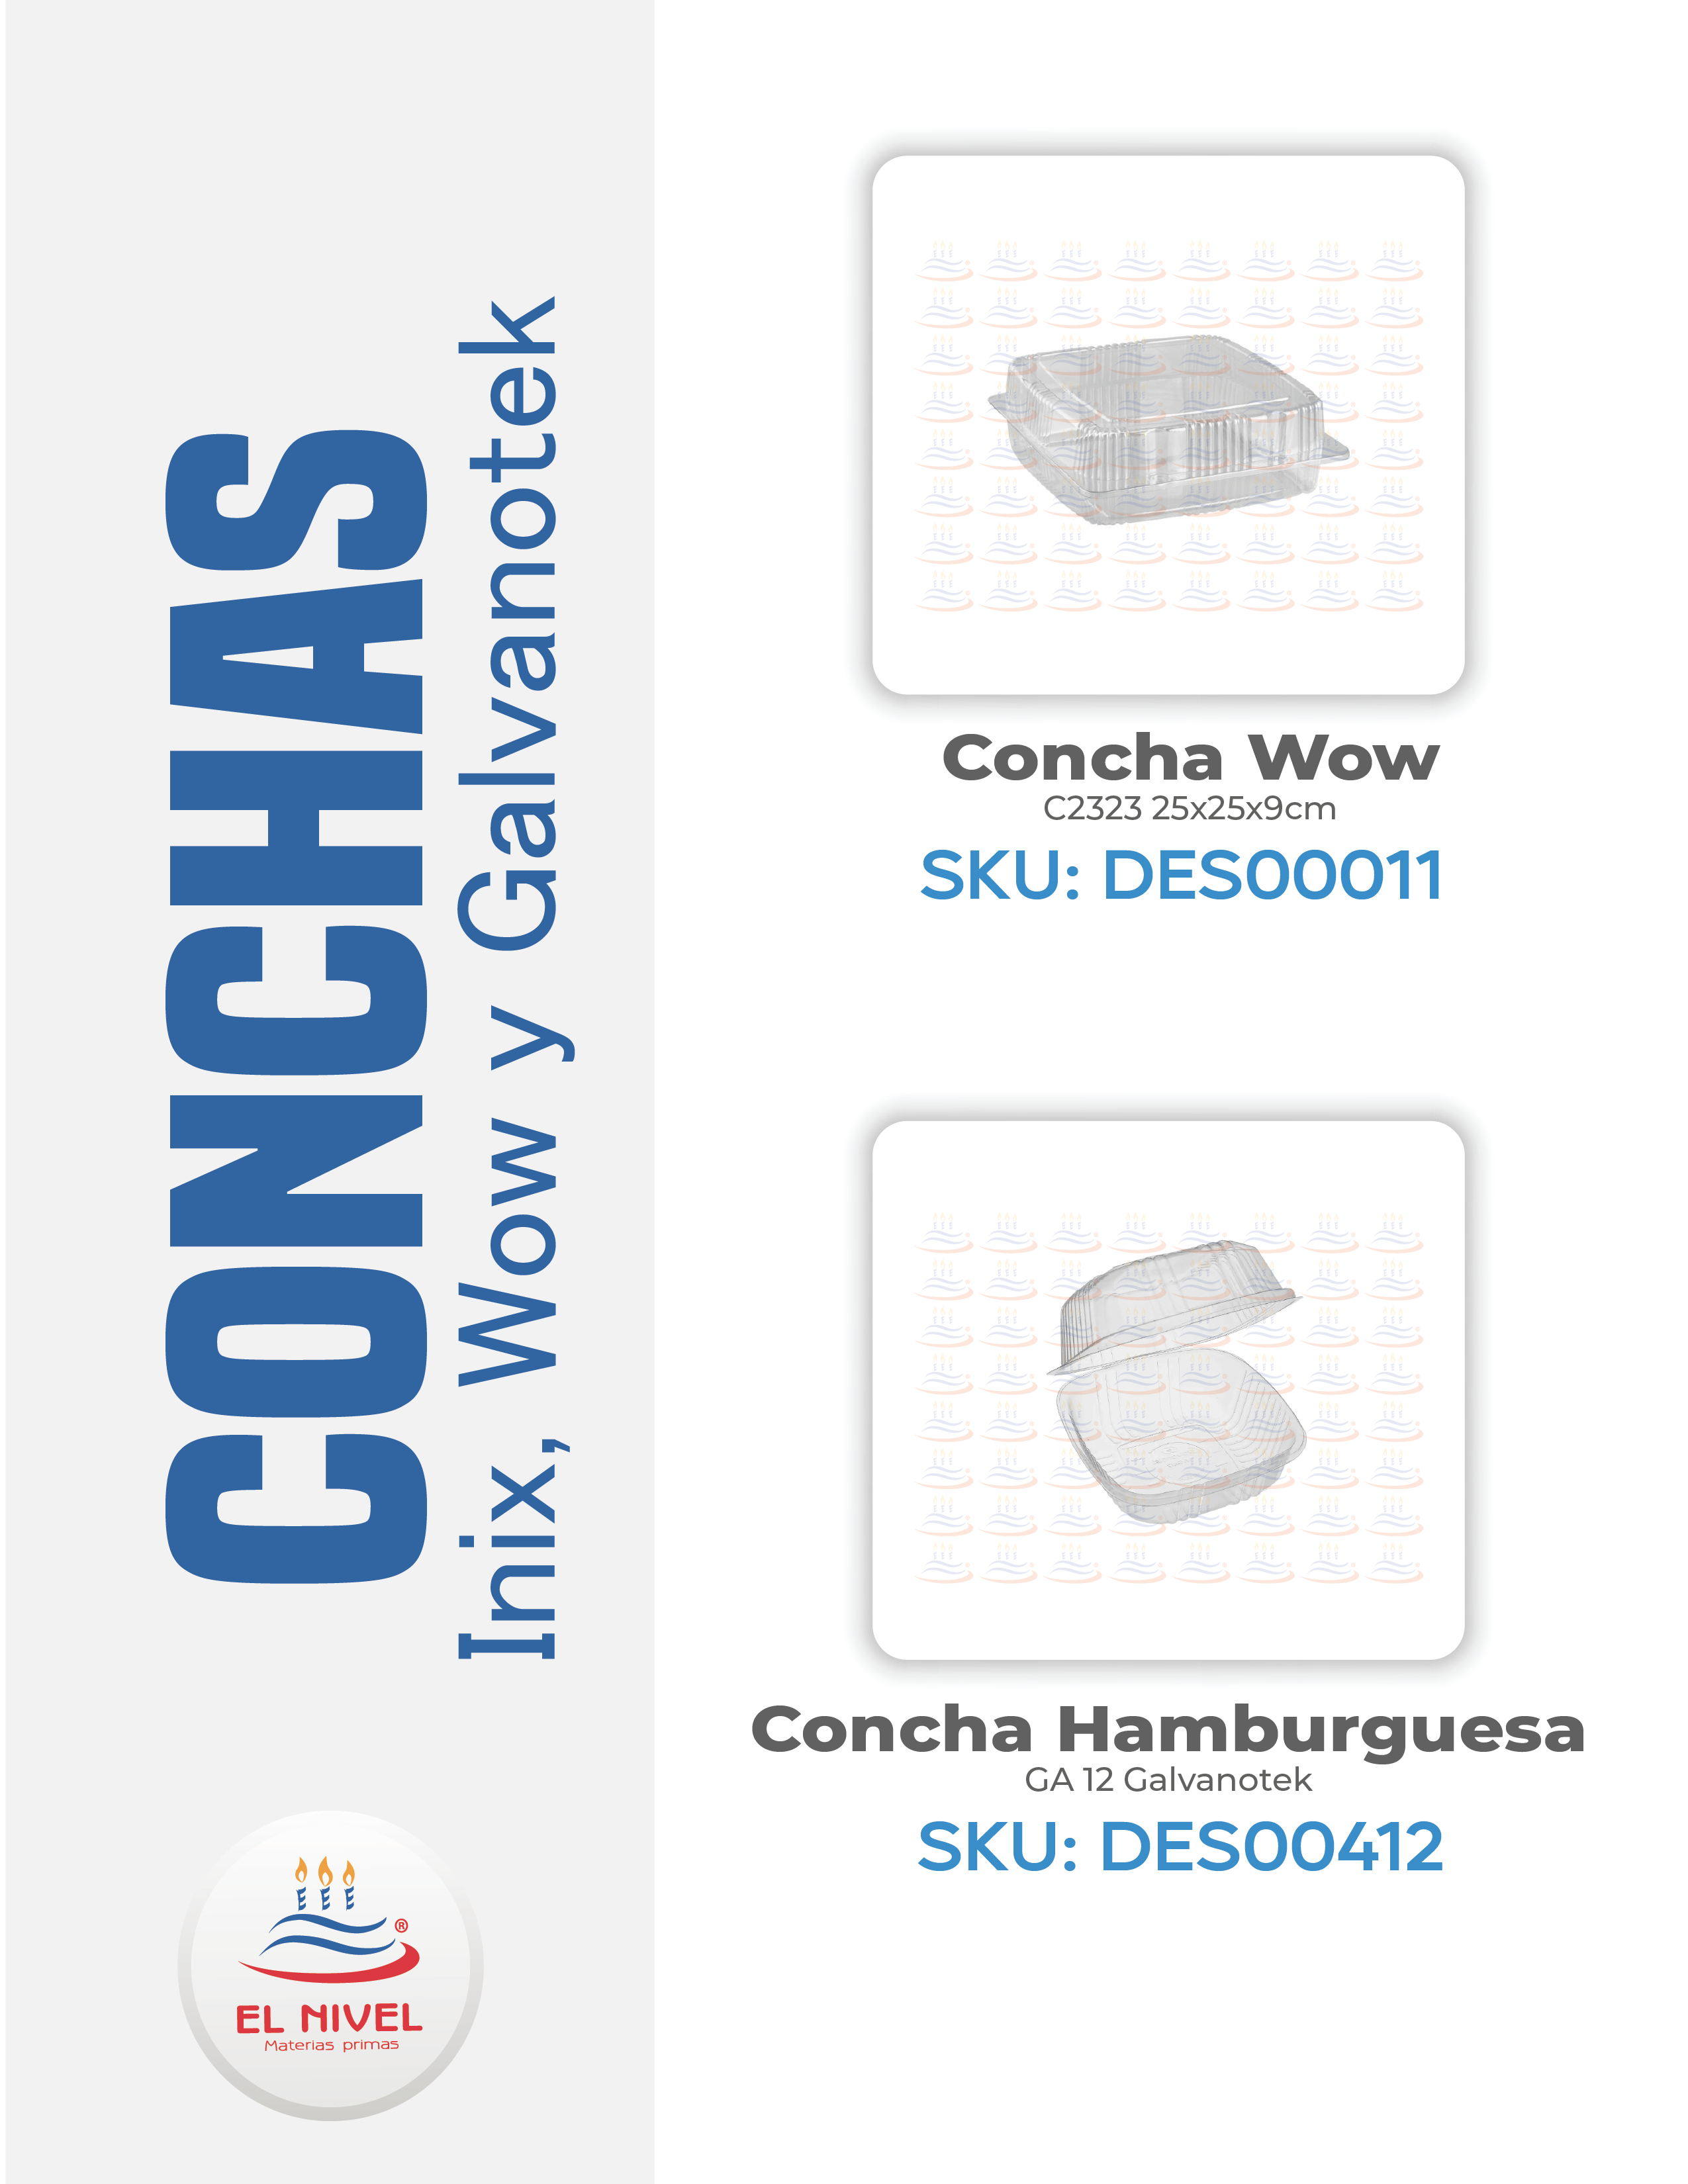 CONCHAS
Inix, Wow y Galvanotek
Concha Wow
C2323 25x25x9cm
SKU: DES00011
Concha Hamburguesa
GA 12 Galvanotek
SKU: DES00412
®
EL NIVEL
Materias primas